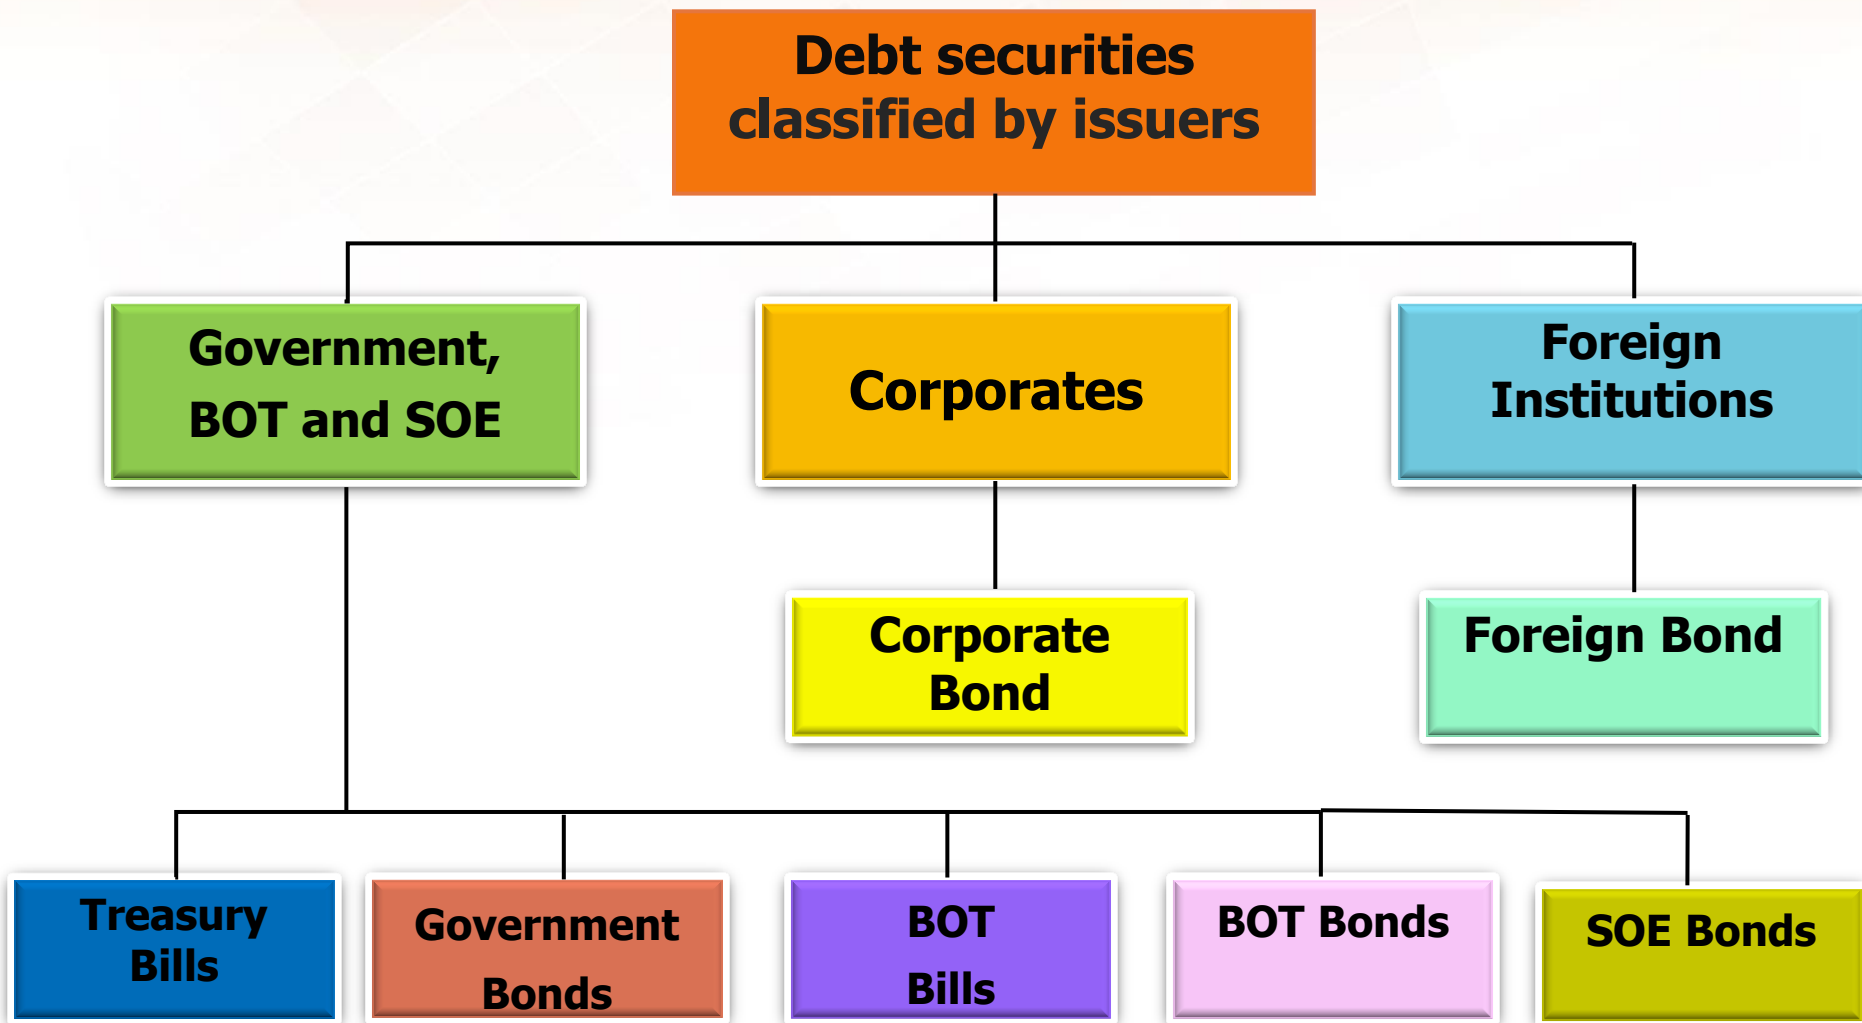 Debt securities
classified by issuers
Government,
BOT and SOE
Corporates
Foreign
Institutions
Corporate
Bond
Foreign Bond
Treasury
Bills
Government
Bonds
BOT
Bills
BOT Bonds
SOE Bonds